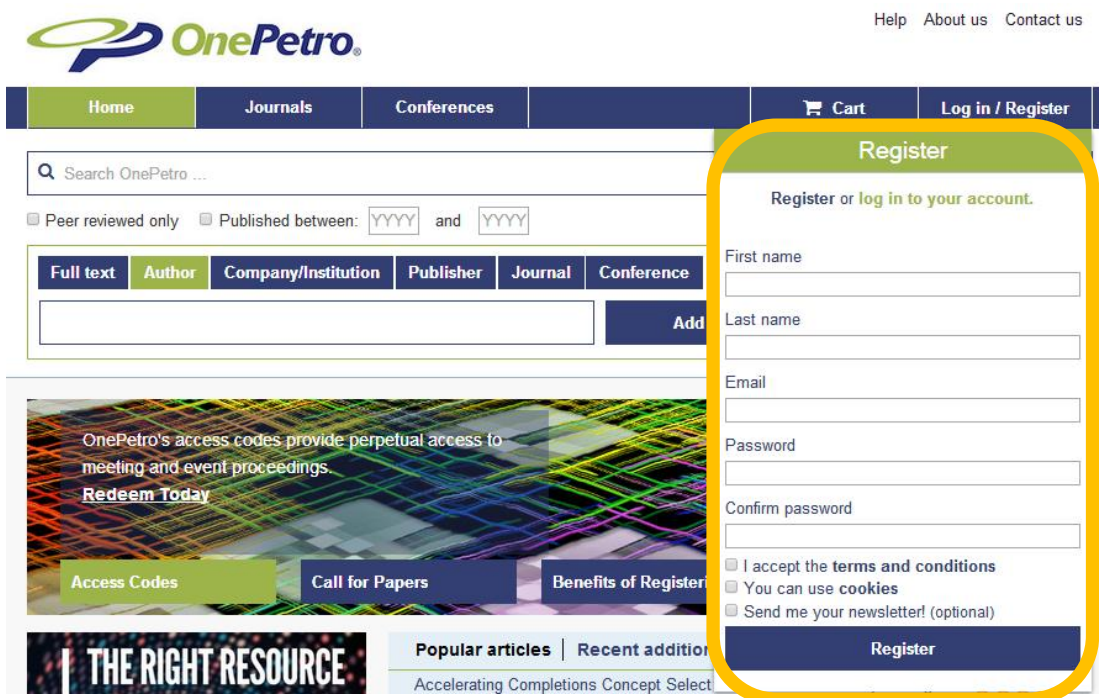 Help About us Contact us
OnePetro®
Home Journals Conferences Cart Log in / Register
Search OnePetro ...
Peer reviewed only Published between: YYYY and YYYY
Full text Author Company/Institution Publisher Journal Conference
Add
OnePetro's access codes provide perpetual access to
meeting and event proceedings.
Redeem Today
Access Codes Call for Papers Benefits of Registeri
THE RIGHT RESOURCE
Popular articles | Recent addition
Accelerating Completions Concept Select
Register
Register or log in to your account.
First name
Last name
Email
Password
Confirm password
I accept the terms and conditions
You can use cookies
Send me your newsletter! (optional)
Register